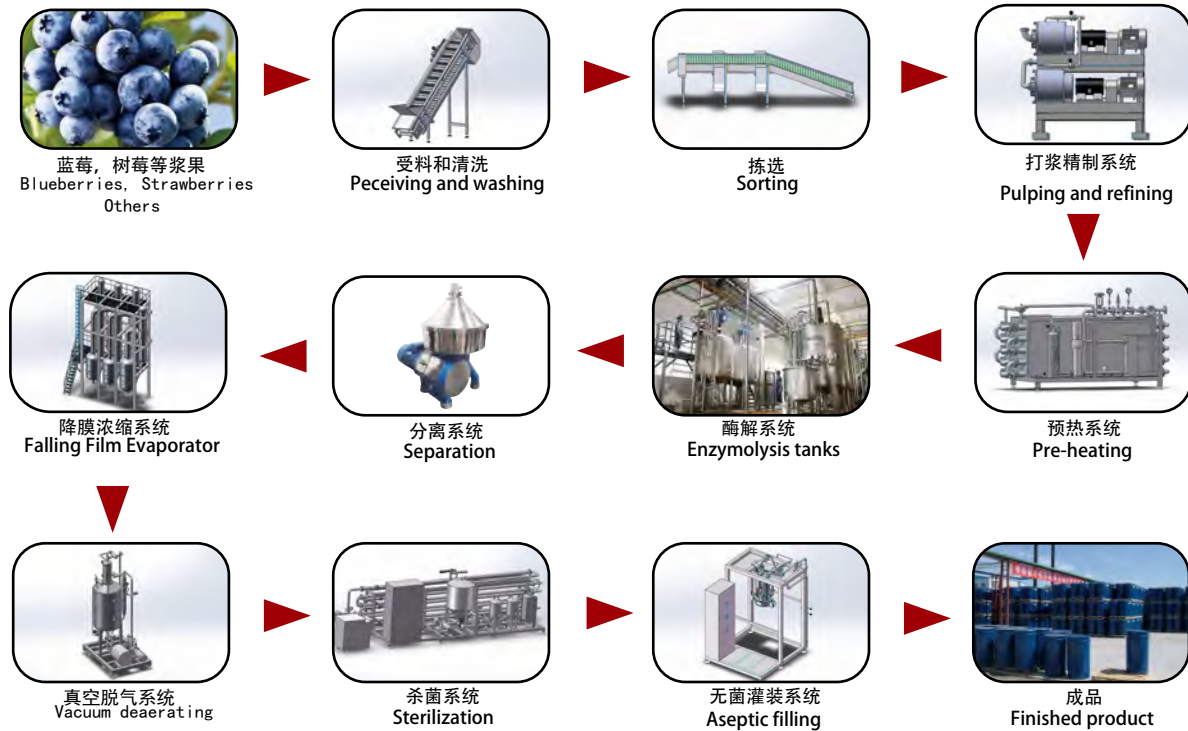 蓝莓，树莓等浆果
Blueberries, Strawberries
Others
受料和清洗
Peceiving and washing
拣选
Sorting
打浆精制系统
Pulping and refining
降膜浓缩系统
Falling Film Evaporator
分离系统
Separation
酶解系统
Enzymolysis tanks
预热系统
Pre-heating
真空脱气系统
Vacuum deaerating
杀菌系统
Sterilization
无菌灌装系统
Aseptic filling
成品
Finished product